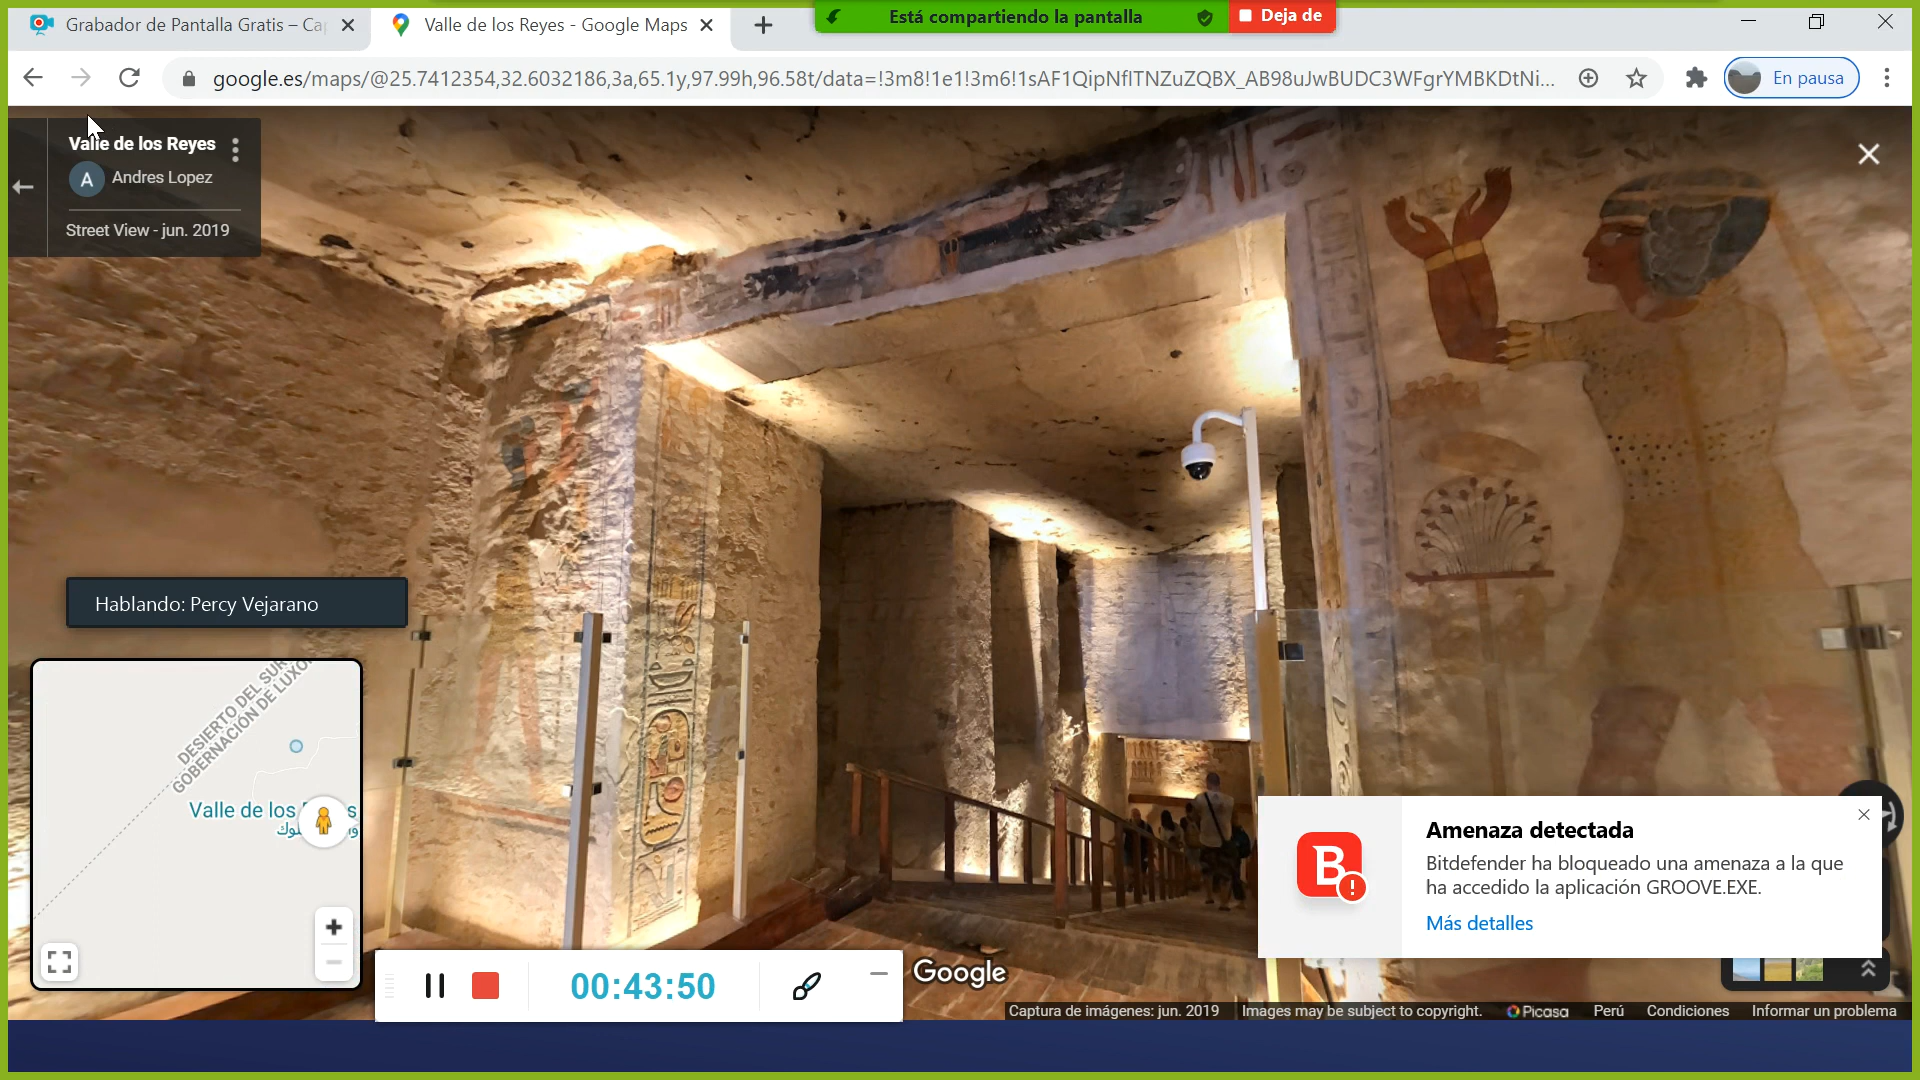 Está compartiendo la pantalla
Deja de
Grabador de Pantalla Gratis – Ca
Valle de los Reyes - Google Maps
google.es/maps/@25.7412354,32.6032186,3a,65.1y,97.99h,96.58t/data=!3m8!1e1!3m6!1sAF1QipNflTNZuZQBX_AB98uJwBUDC3WFgrYMBKDtNi...
En pausa
Valle de los Reyes
A Andres Lopez
Street View - jun. 2019
Hablando: Percy Vejarano
DESIERTO DEL SUR
GOBERNACIÓN DE LUXO
Valle de los
Amenaza detectada
Bitdefender ha bloqueado una amenaza a la que
ha accedido la aplicación GROOVE.EXE.
Más detalles
B
00:43:50
Google
Captura de imágenes: jun. 2019
Images may be subject to copyright.
Picasa
Perú
Condiciones
Informar un problema